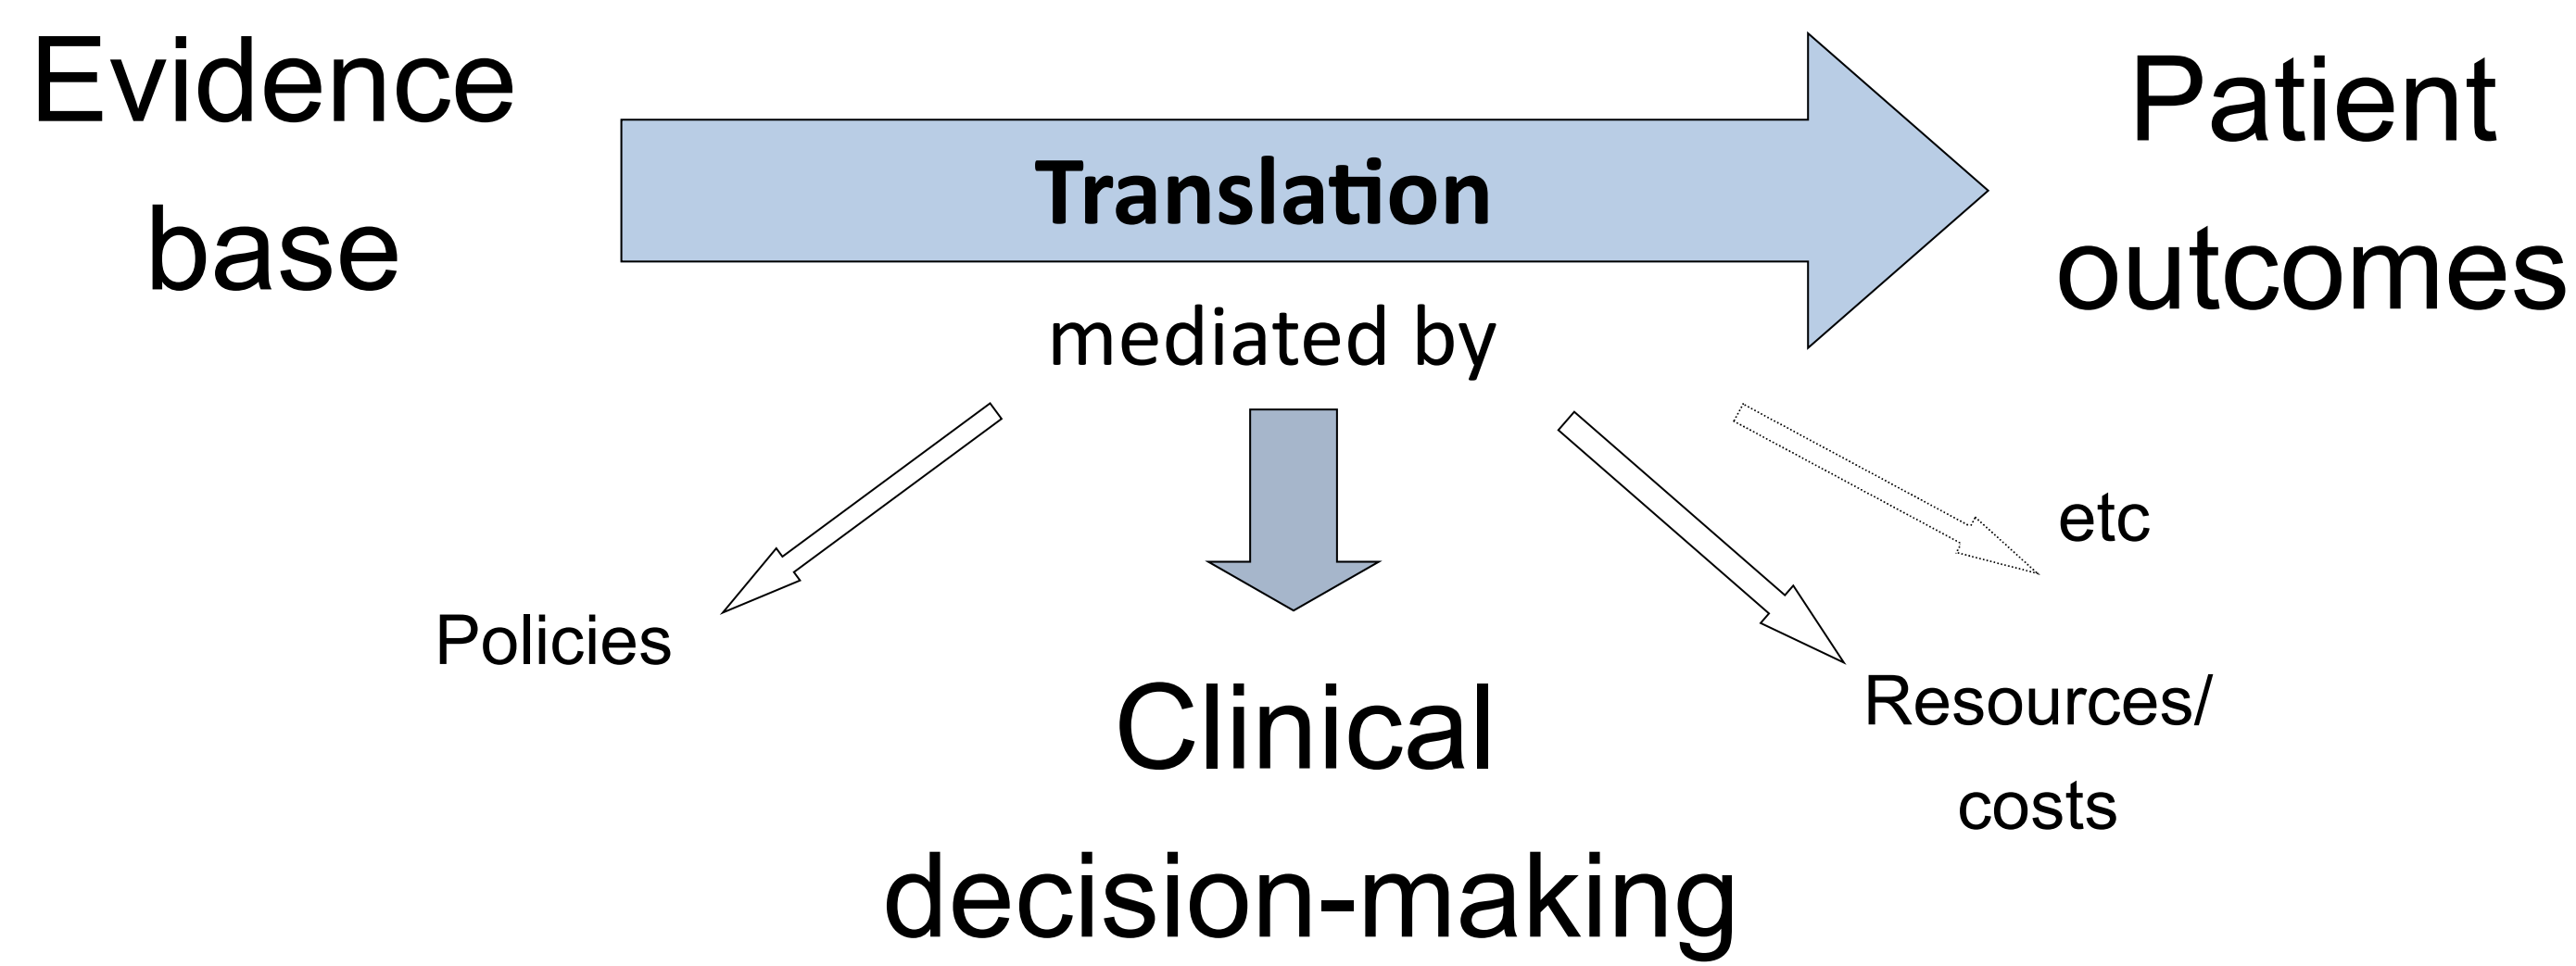 Evidence
base
Translation
Patient
outcomes
mediated by
Policies
Clinical
decision-making
Resources/
costs
etc